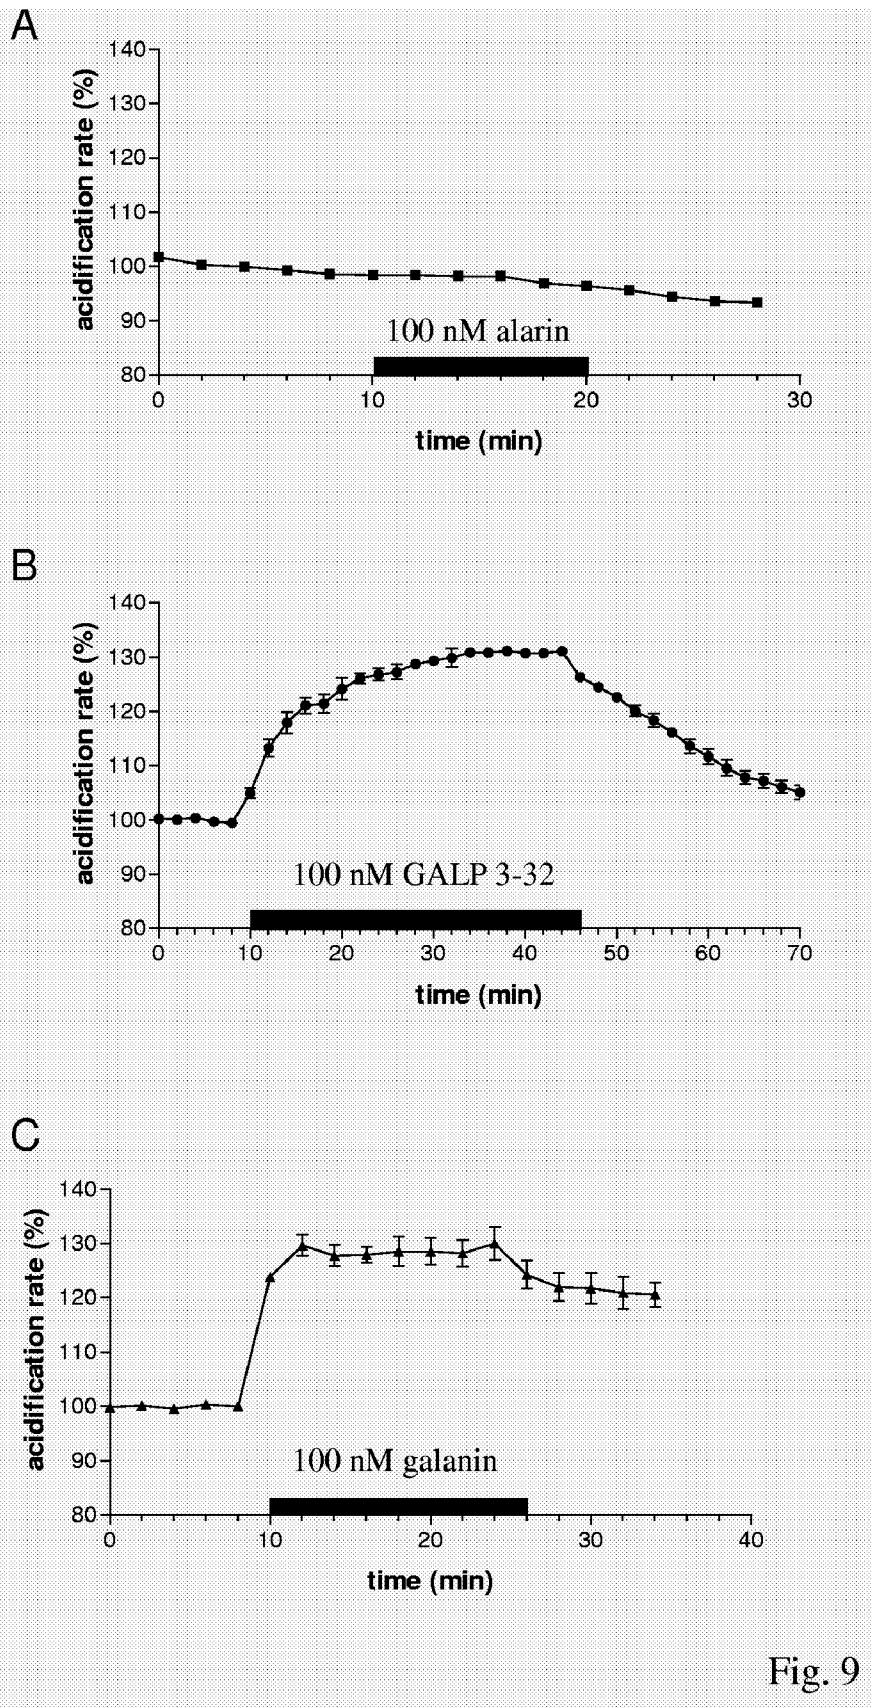 A
140
130
120
110
100
90
80
acidification rate (%)
100 nM alarin
0 10 20 30
time (min)
B
140
130
120
110
100
90
80
acidification rate (%)
100 nM GALP 3-32
0 10 20 30 40 50 60 70
time (min)
C
140
130
120
110
100
90
80
acidification rate (%)
100 nM galanin
0 10 20 30 40
time (min)
Fig. 9